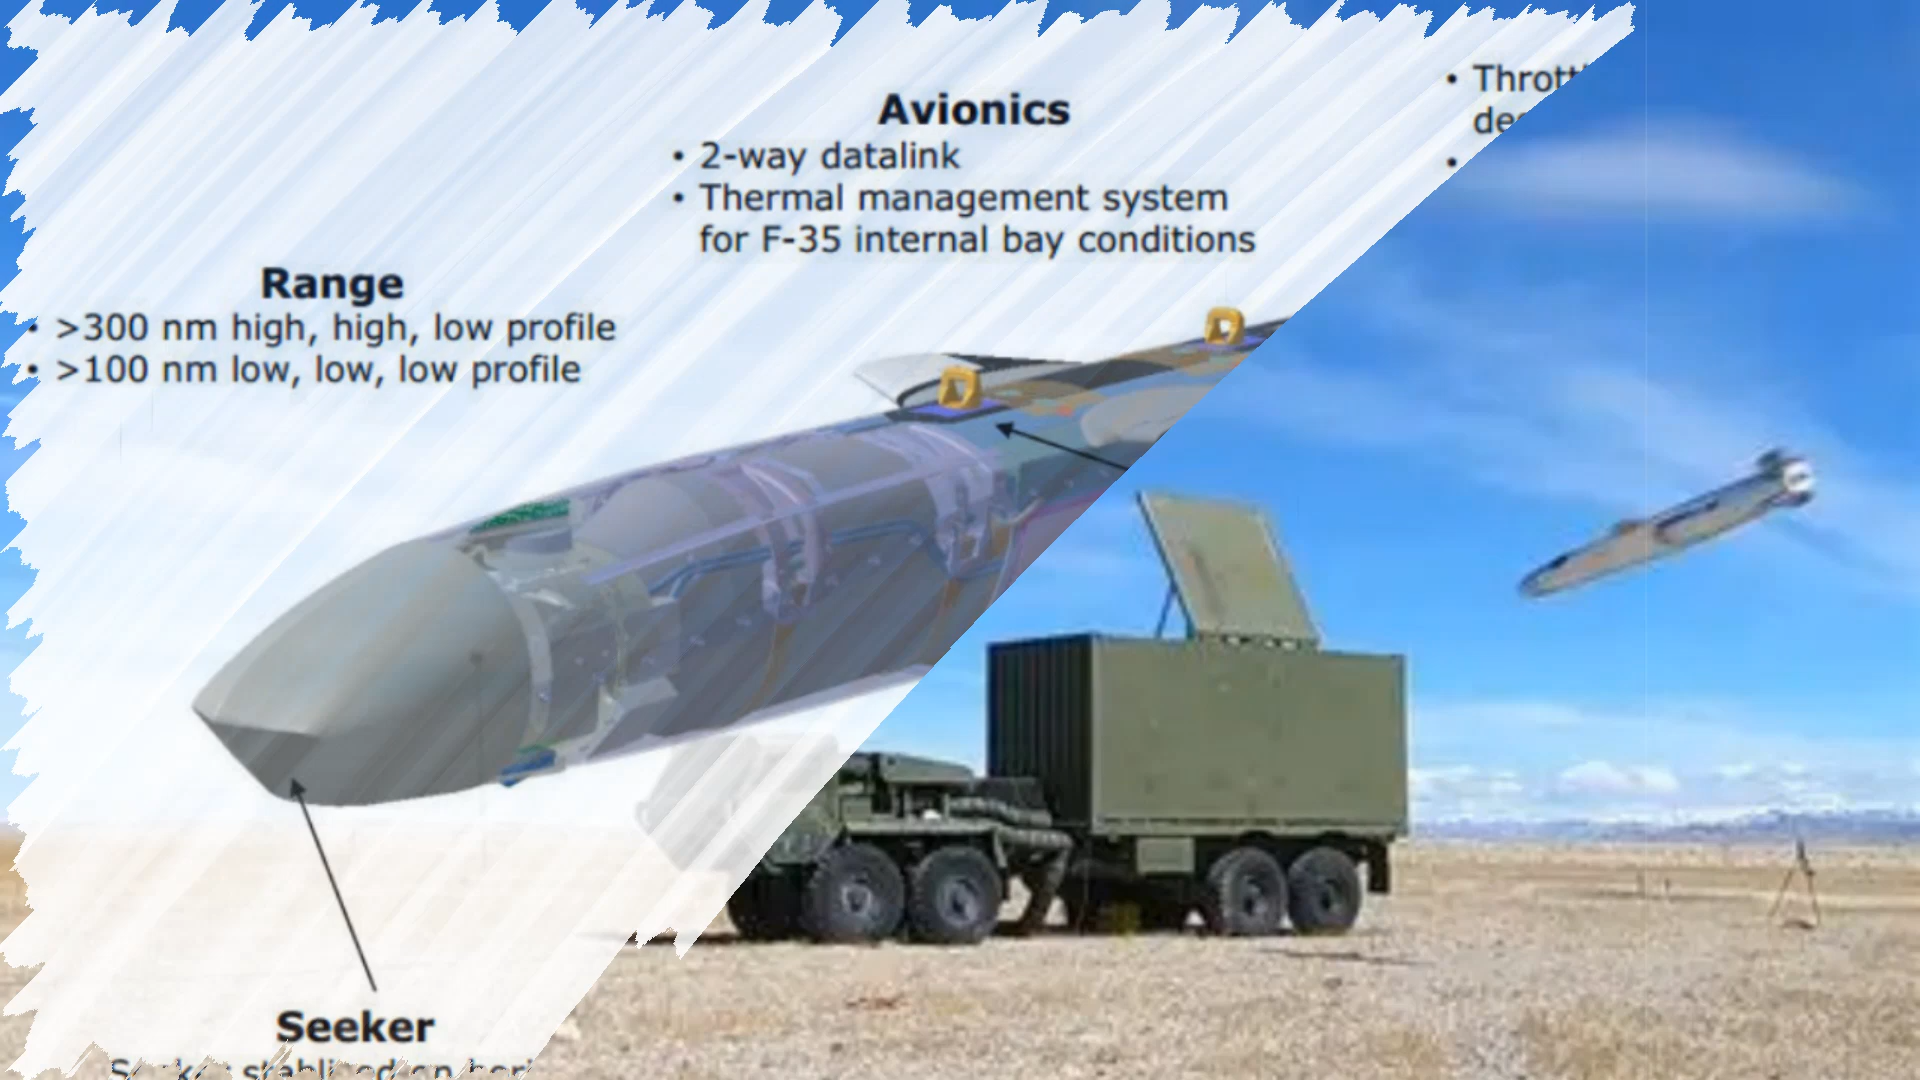 • Thrott
• 
Avionics
• 2-way datalink
• Thermal management system
for F-35 internal bay conditions
Range
• >300 nm high, high, low profile
• >100 nm low, low, low profile
Seeker